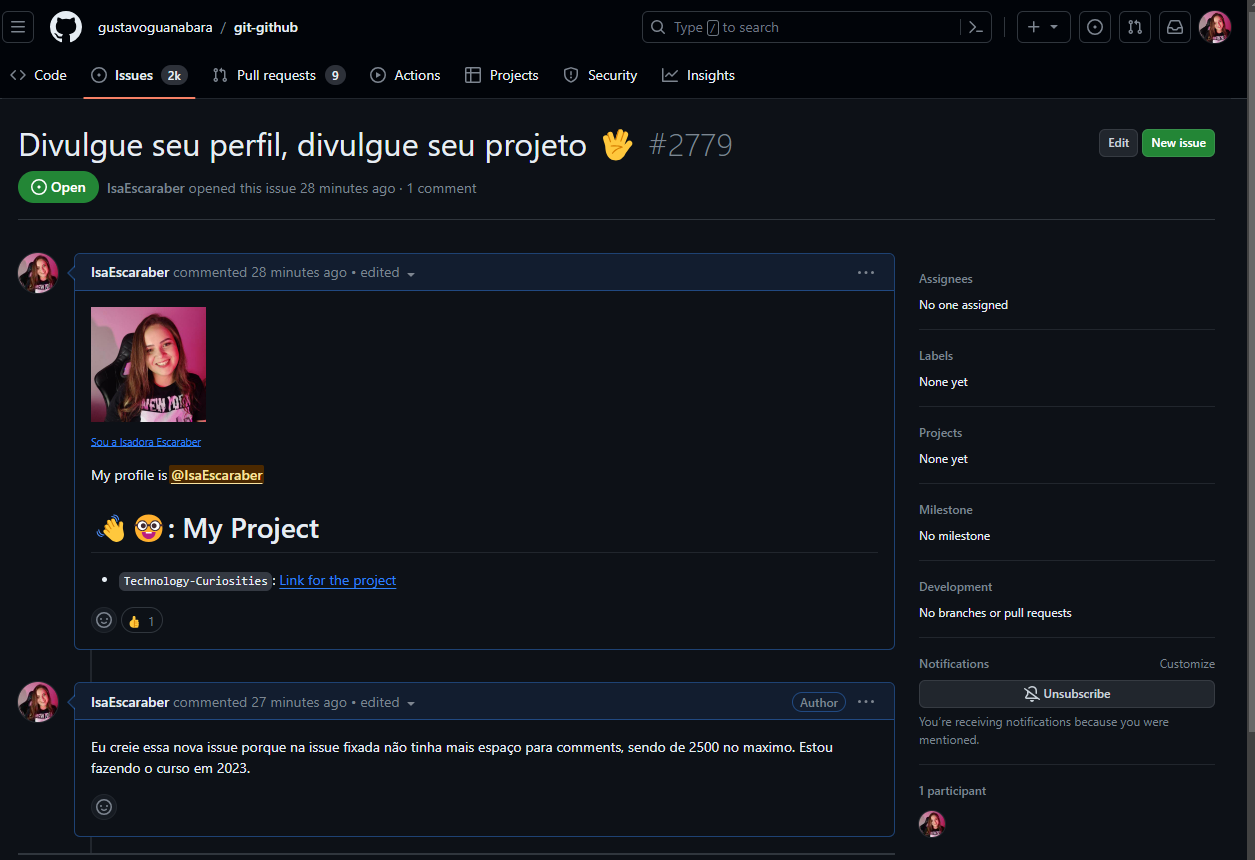 gustavoguanabara / git-github
Type / to search
Code
Issues 2k
Pull requests 9
Actions
Projects
Security
Insights
Divulgue seu perfil, divulgue seu projeto 🖖 #2779
Edit
New issue
Open
IsaEscaraber opened this issue 28 minutes ago · 1 comment
IsaEscaraber commented 28 minutes ago • edited
NEW YORK
Sou a Isadora Escaraber
My profile is @IsaEscaraber
👋 🤓 : My Project
• Technology-Curiosities: Link for the project
👍 1
IsaEscaraber commented 27 minutes ago • edited
Author
Eu creie essa nova issue porque na issue fixada não tinha mais espaço para comments, sendo de 2500 no maximo. Estou
fazendo o curso em 2023.
Assignees
No one assigned
Labels
None yet
Projects
None yet
Milestone
No milestone
Development
No branches or pull requests
Notifications
Customize
Unsubscribe
You're receiving notifications because you were
mentioned.
1 participant